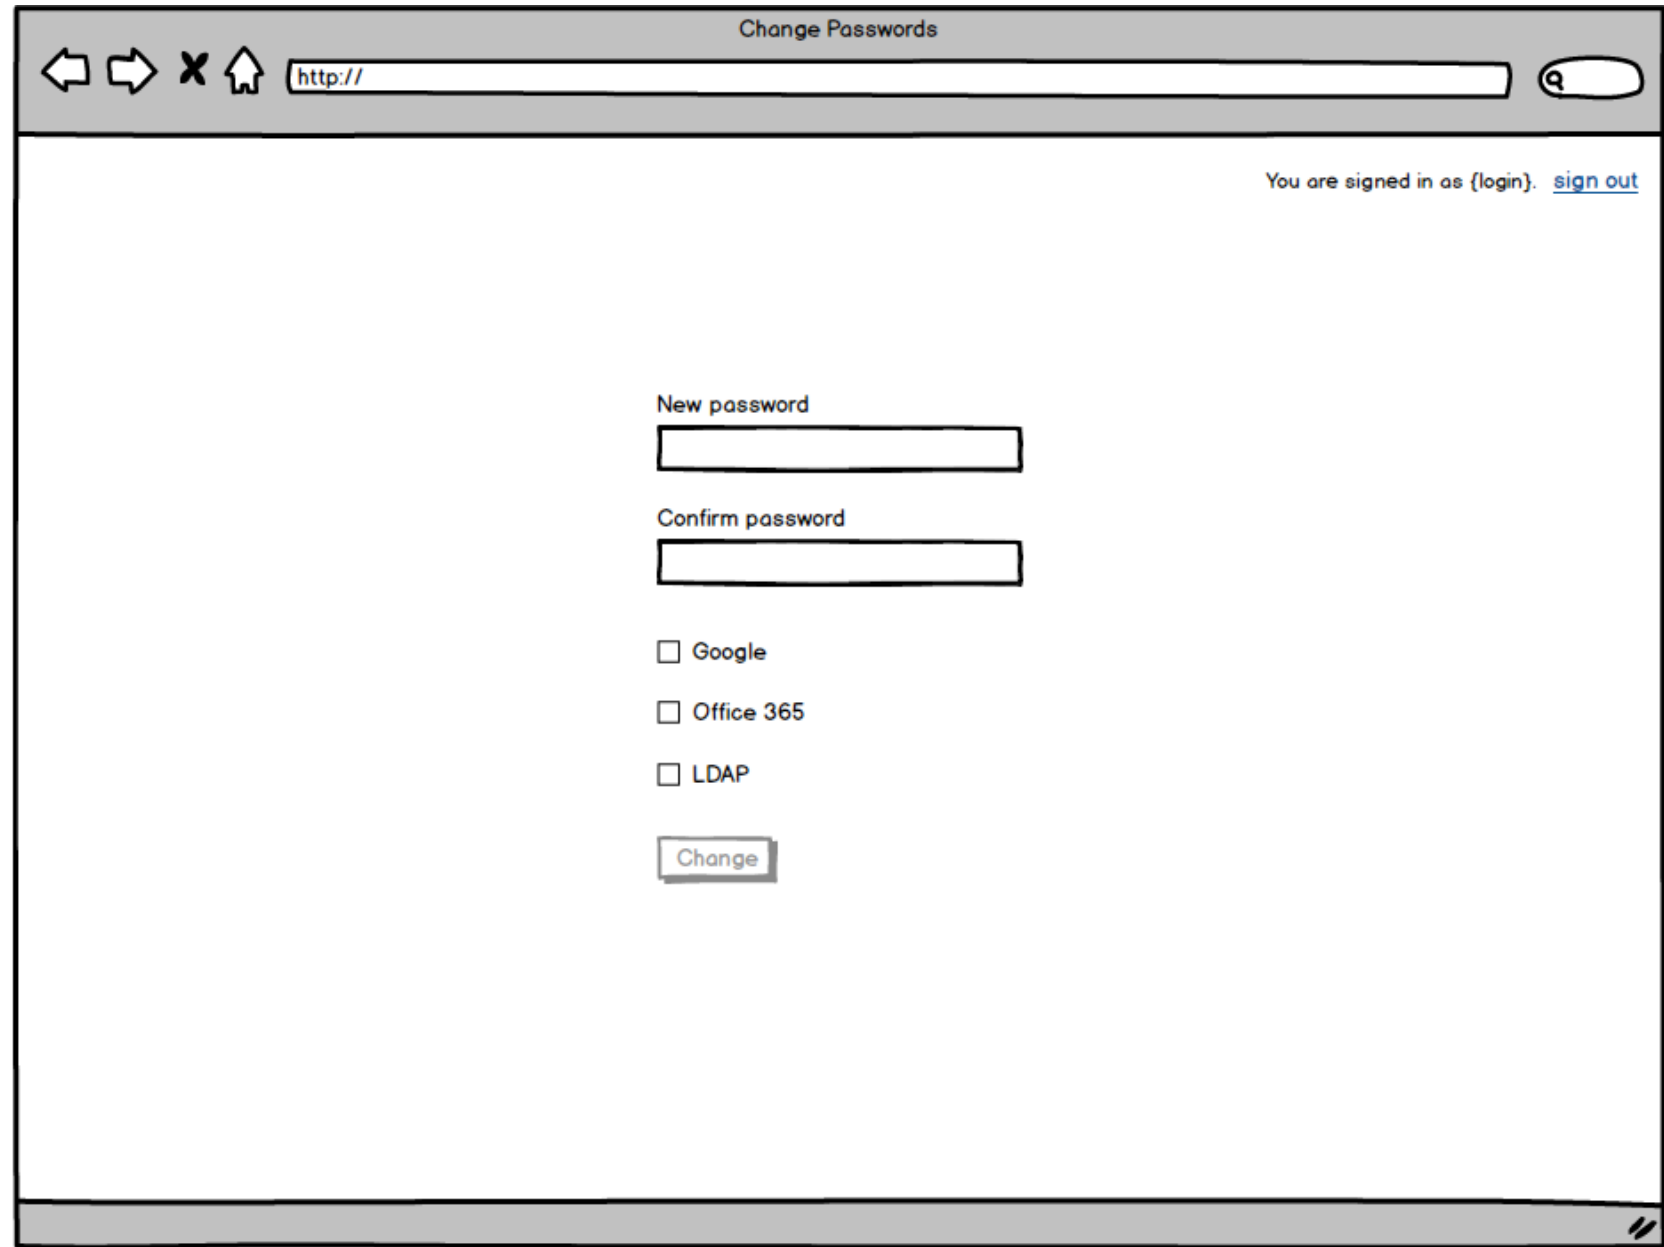 Change Passwords
http://
You are signed in as {login}. sign out
New password
Confirm password
Google
Office 365
LDAP
Change